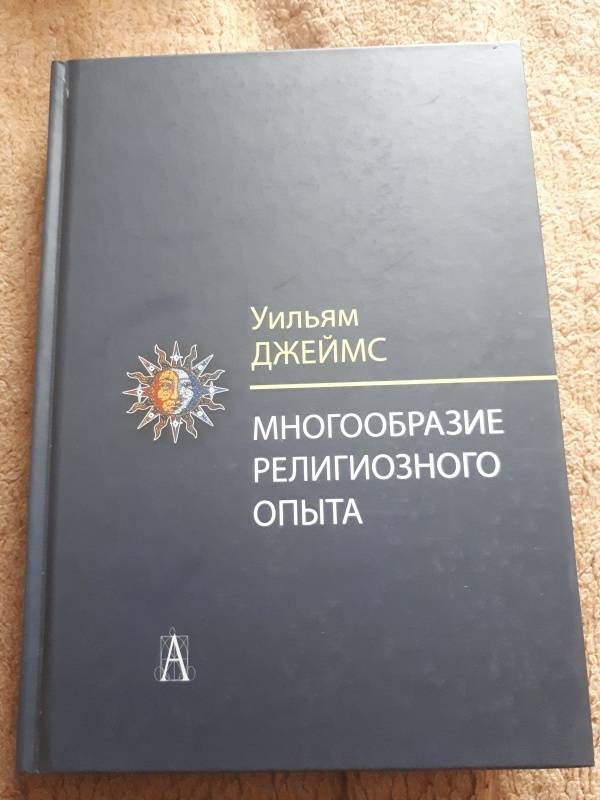 Уильям
ДЖЕЙМС
МНОГООБРАЗИЕ
РЕЛИГИОЗНОГО
ОПЫТА
А